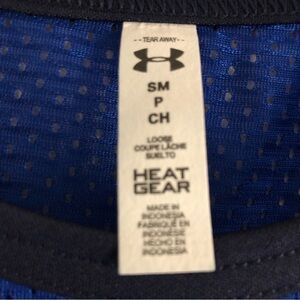 -- TEAR AWAY --
SM
P
CH
LOOSE
COUPE LÂCHE
SUELTO
HEAT
GEAR
MADE IN
INDONESIA
FABRIQUÉ EN
INDONÉSIE
HECHO EN
INDONESIA